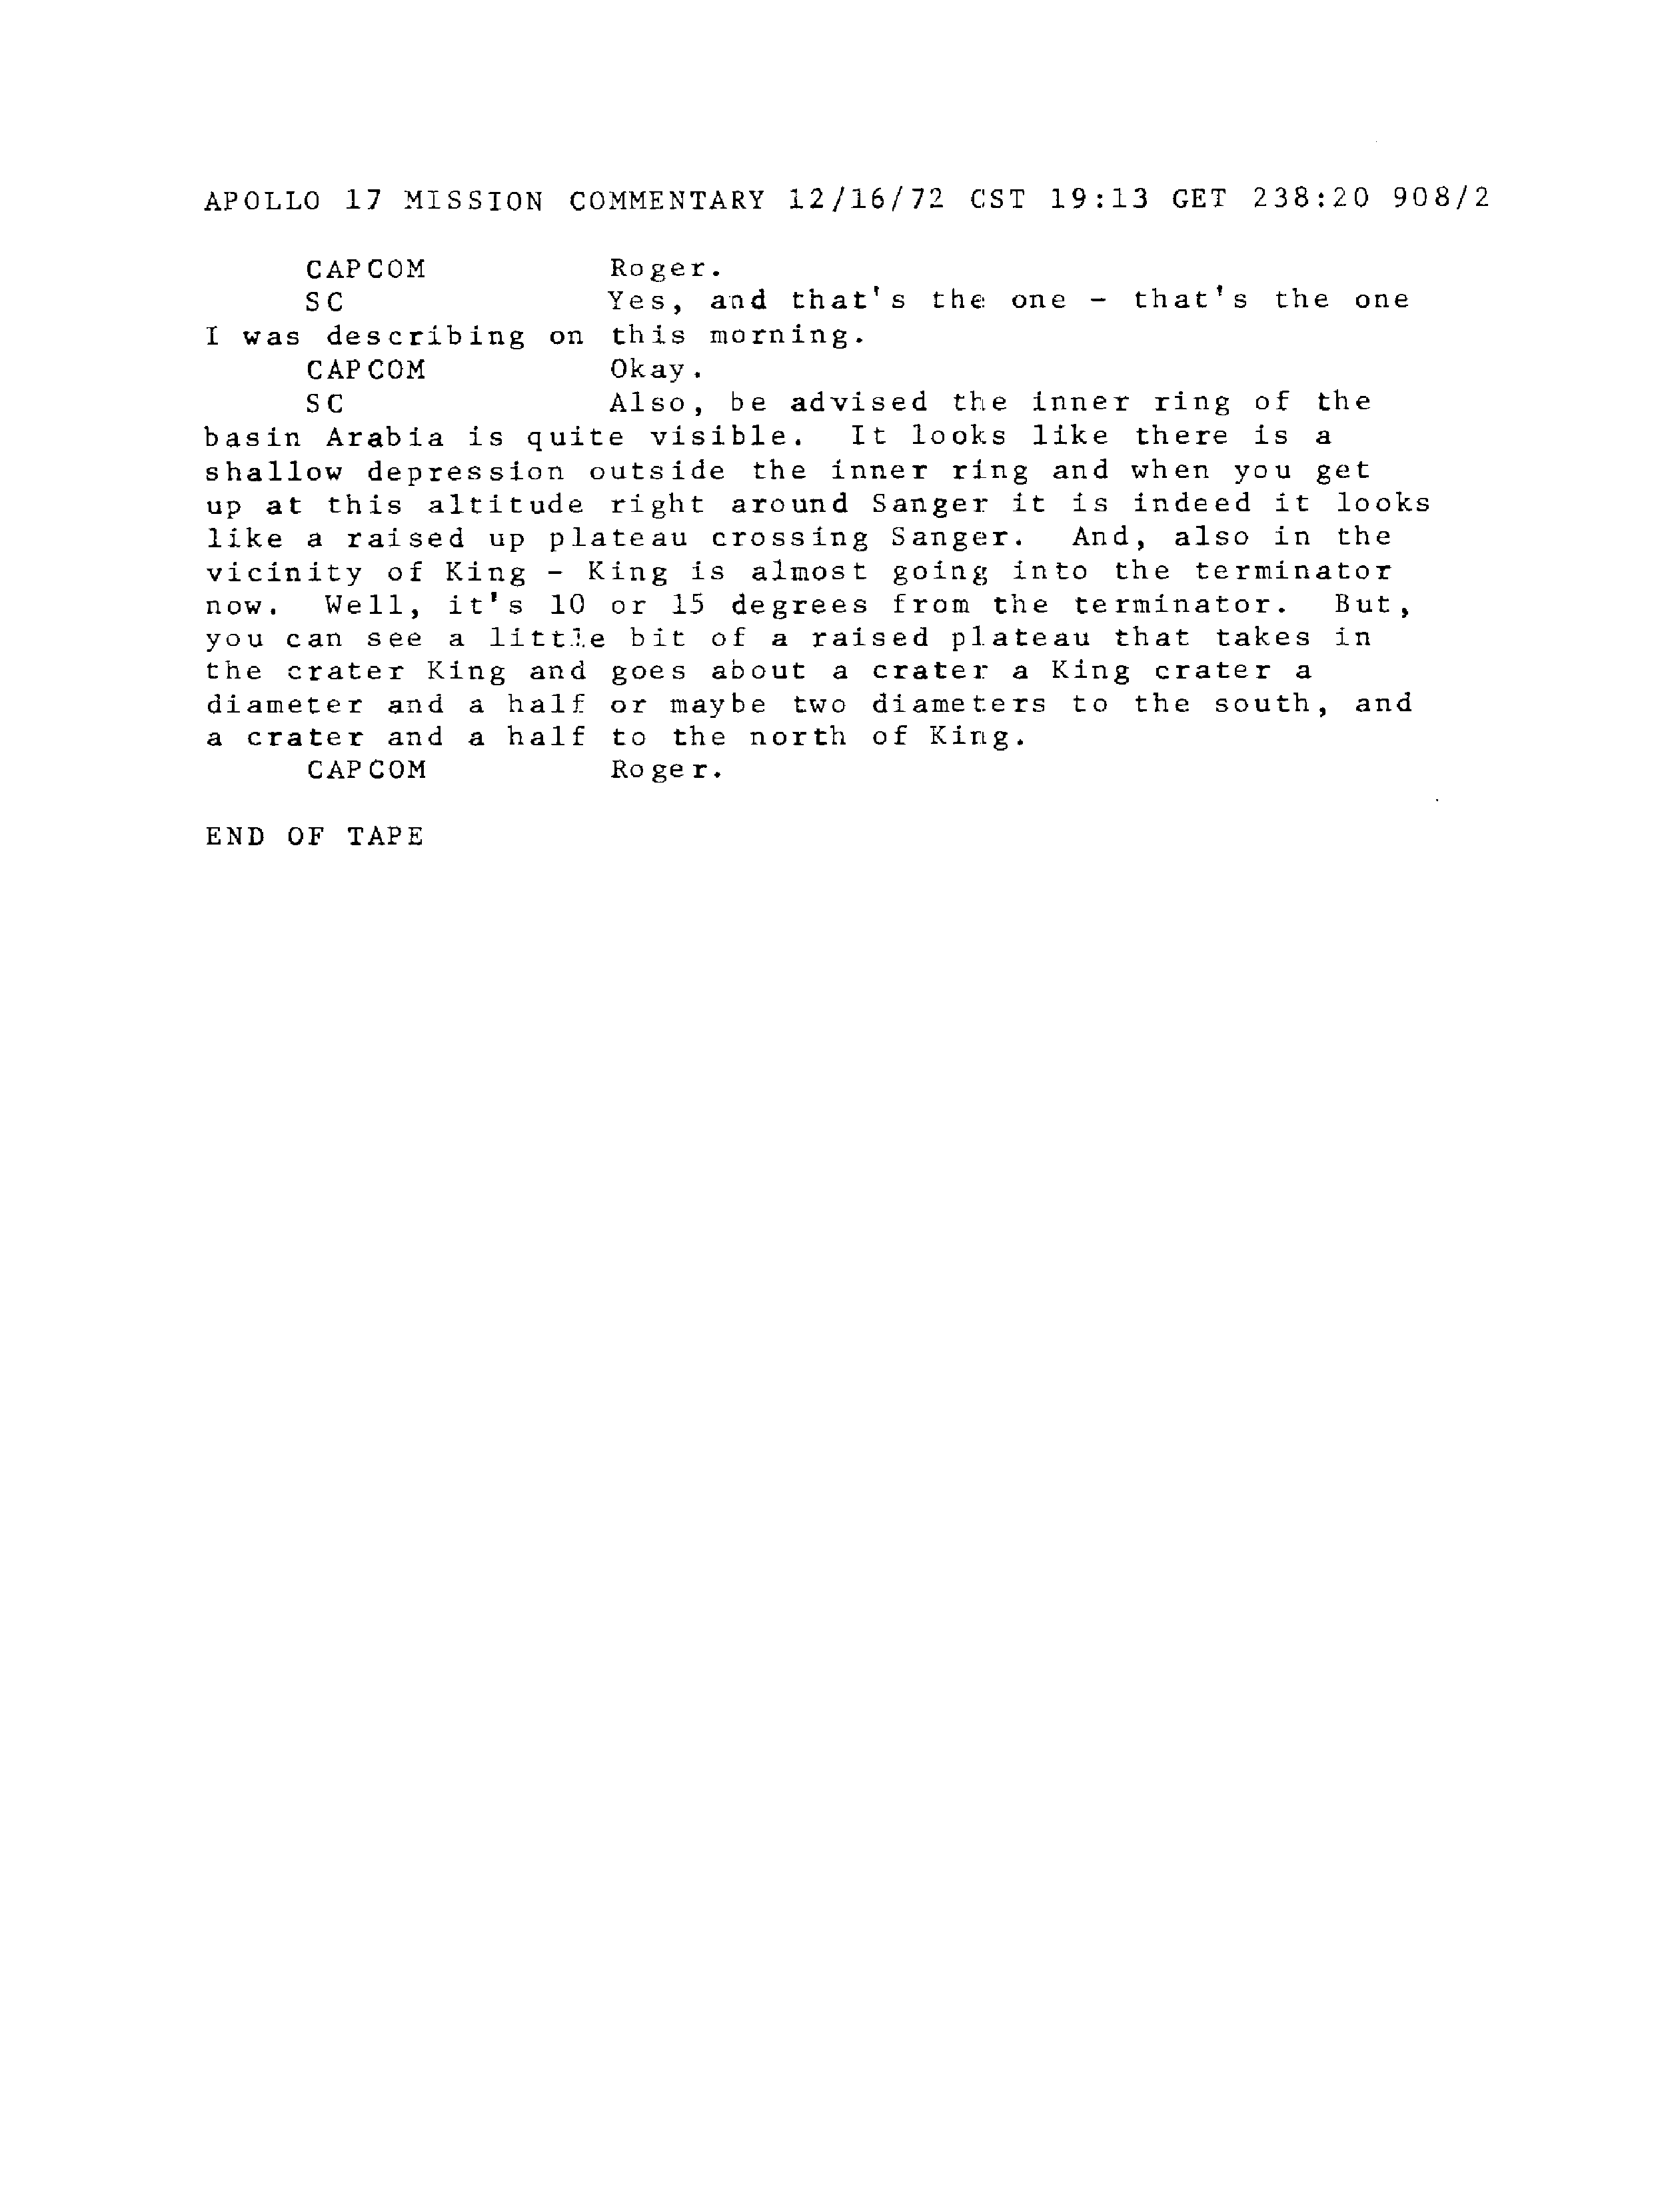 APOLLO 17 MISSION COMMENTARY 12/16/72 CST 19:13 GET 238:20 908/2
CAPCOM Roger.
SC Yes, and that's the one - that's the one
I was describing on this morning.
CAPCOM Okay.
SC Also, be advised the inner ring of the
basin Arabia is quite visible. It looks like there is a
shallow depression outside the inner ring and when you get
up at this altitude right around Sanger it is indeed it looks
like a raised up plateau crossing Sanger. And, also in the
vicinity of King - King is almost going into the terminator
now. Well, it's 10 or 15 degrees from the terminator. But,
you can see a little bit of a raised plateau that takes in
the crater King and goes about a crater a King crater a
diameter and a half or maybe two diameters to the south, and
a crater and a half to the north of King.
CAPCOM Roger.
END OF TAPE